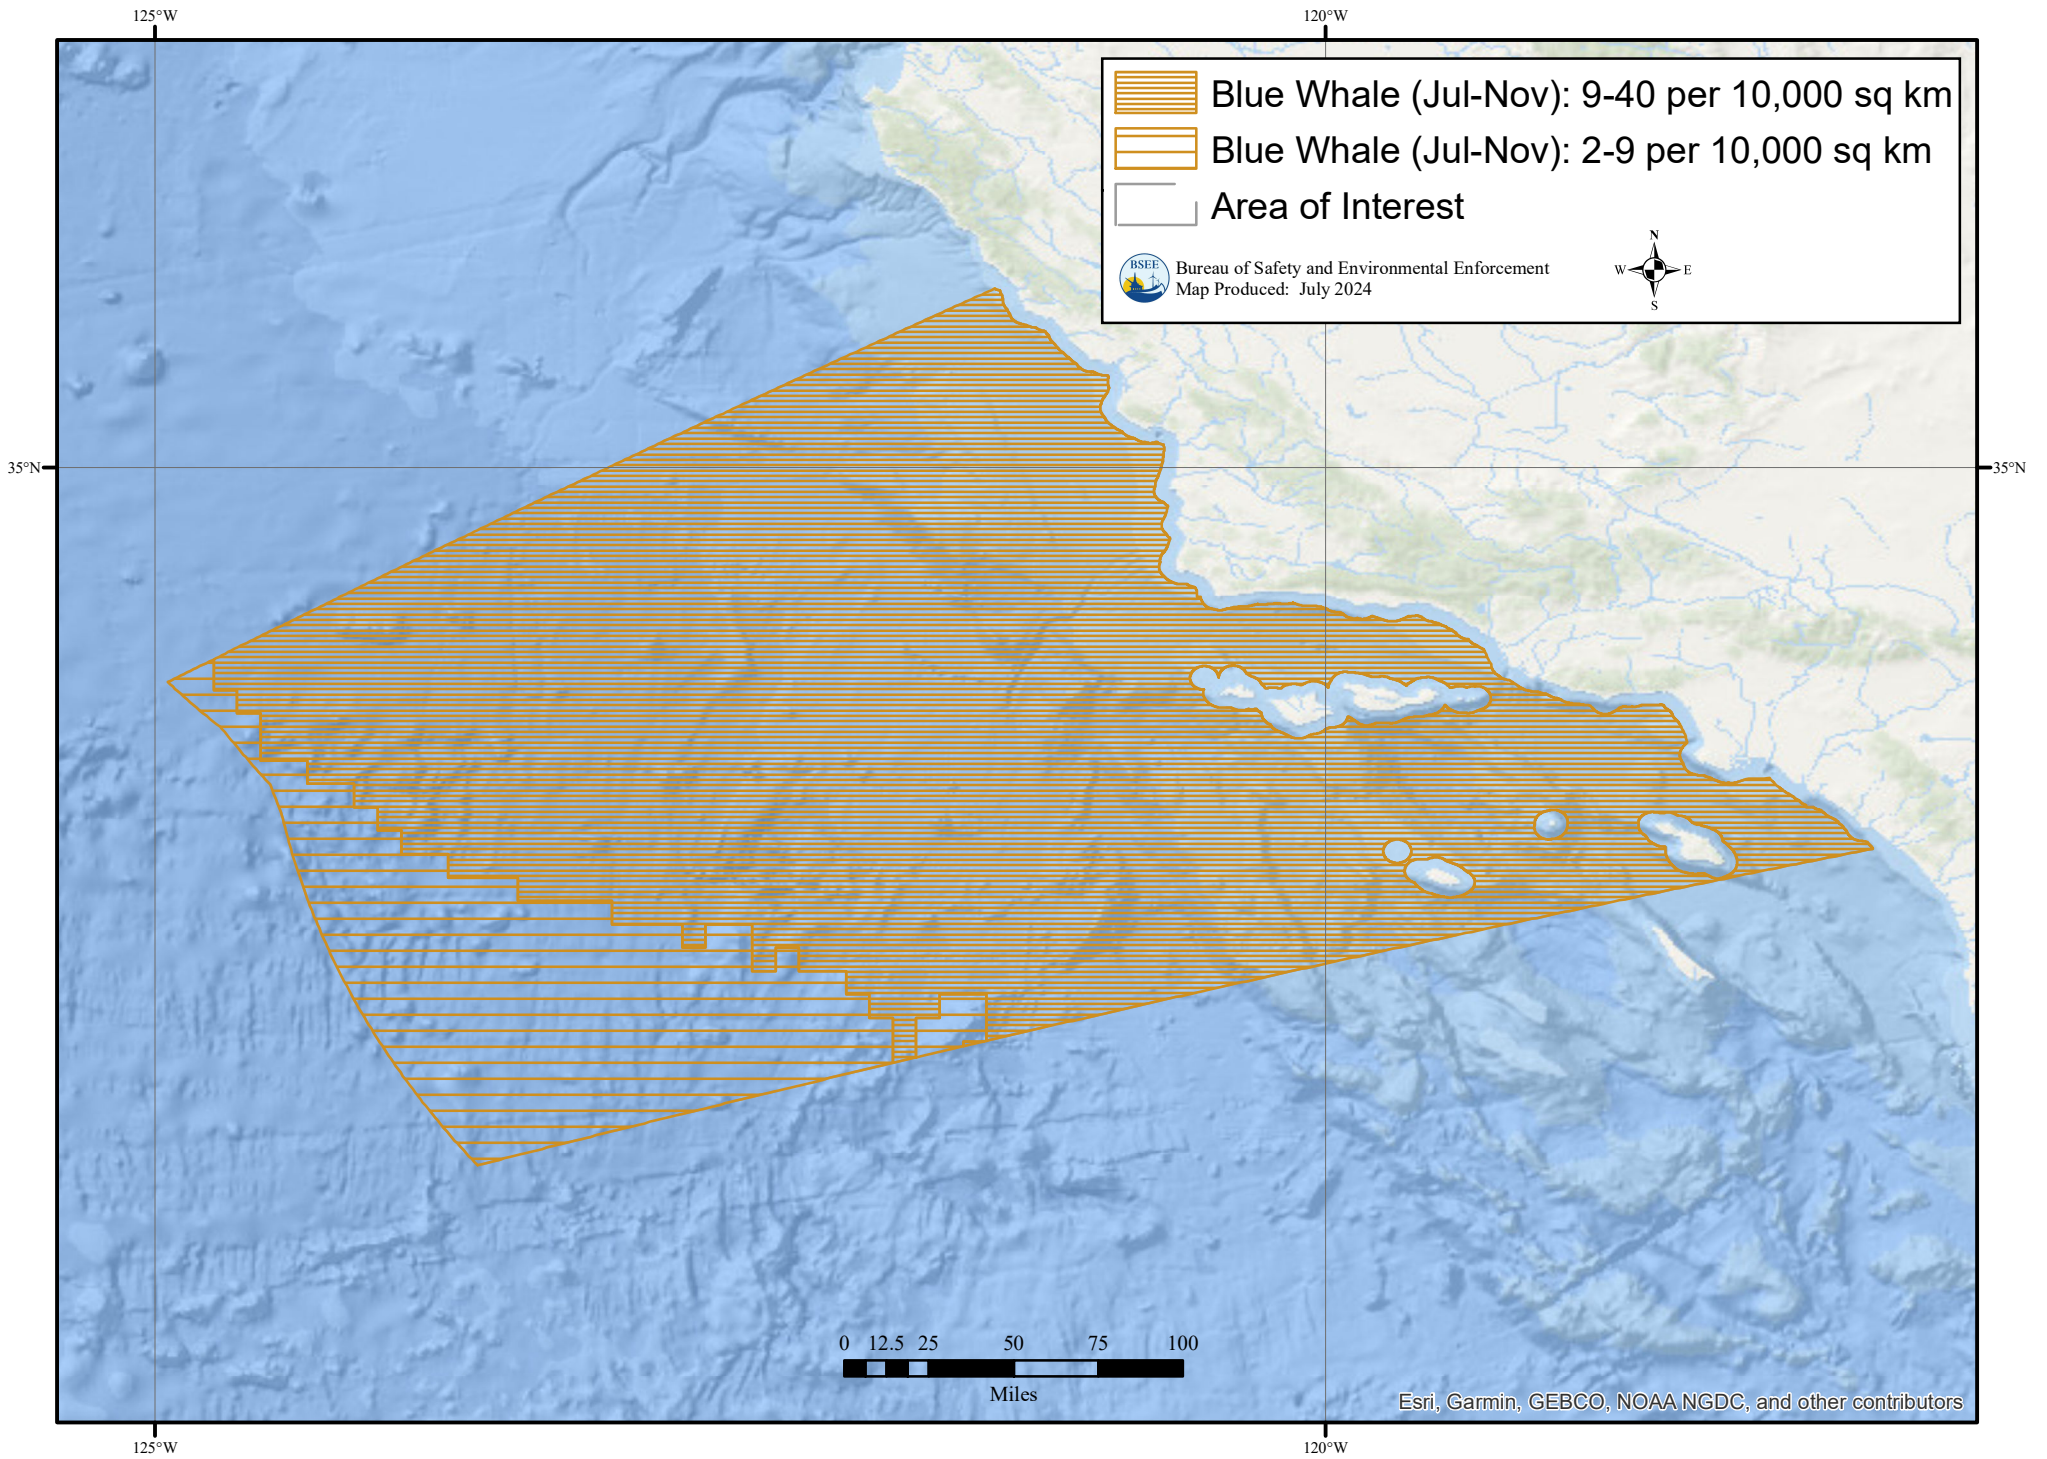 125°W
120°W
Blue Whale (Jul-Nov): 9-40 per 10,000 sq km
Blue Whale (Jul-Nov): 2-9 per 10,000 sq km
Area of Interest
N
W E
S
BSEE
Bureau of Safety and Environmental Enforcement
Map Produced: July 2024
35°N
35°N
0 12.5 25 50 75 100
Miles
Esri, Garmin, GEBCO, NOAA NGDC, and other contributors
125°W
120°W